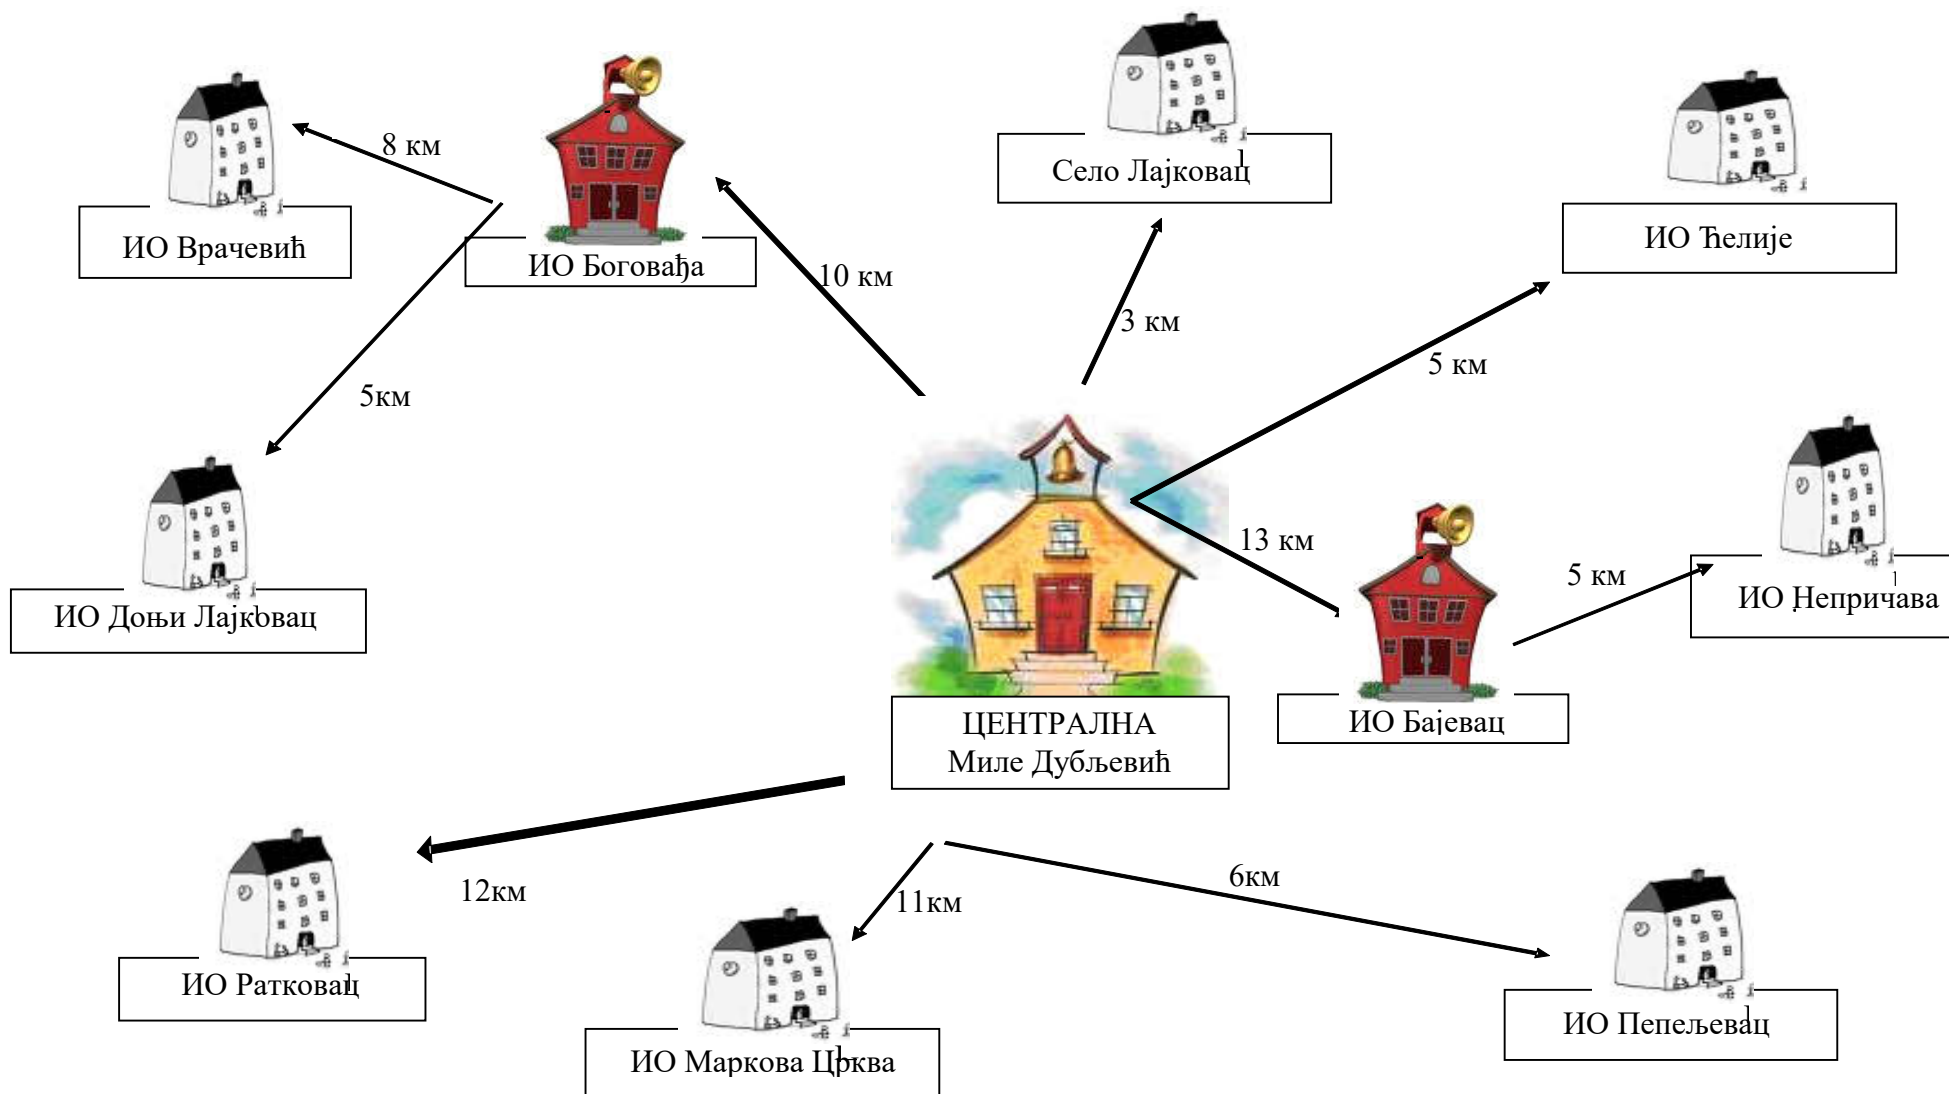 8 км
Село Лајковац
ИО Врачевић
ИО Боговађа
10 км
ИО Ћелије
3 км
5 км
5км
13 км
5 км
ИО Непричава
ИО Доњи Лајковац
ИО Бајевац
ЦЕНТРАЛНА
Миле Дубљевић
12км
11км
6км
ИО Ратковац
ИО Маркова Црква
ИО Пепељевац